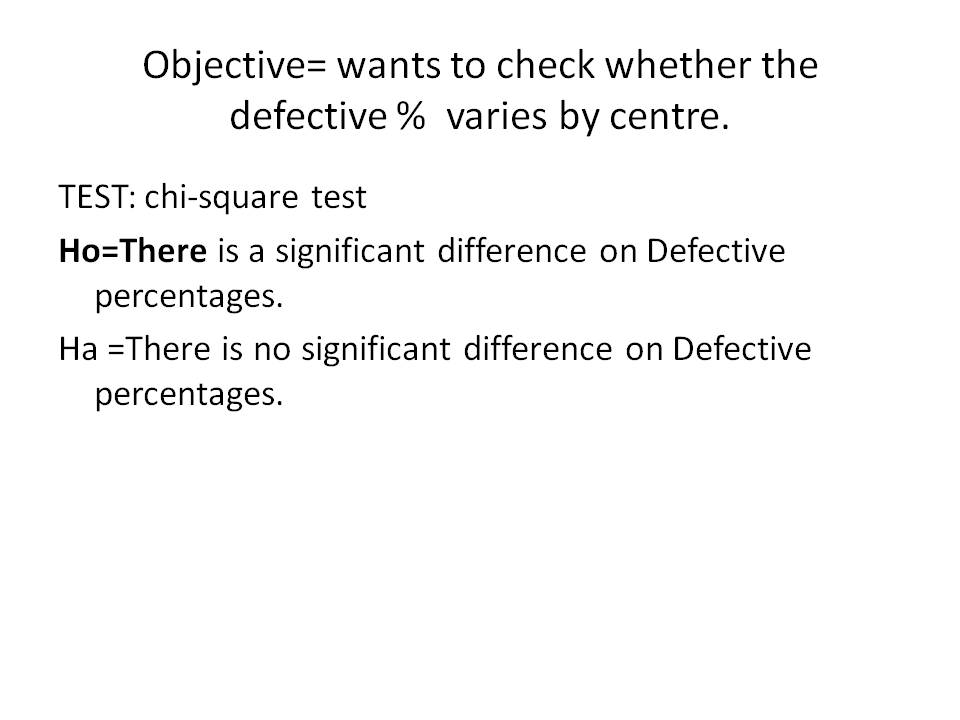 Objective= wants to check whether the
defective %  varies by centre.
TEST: chi-square test
Ho=There is a significant difference on Defective
percentages.
Ha =There is no significant difference on Defective
percentages.